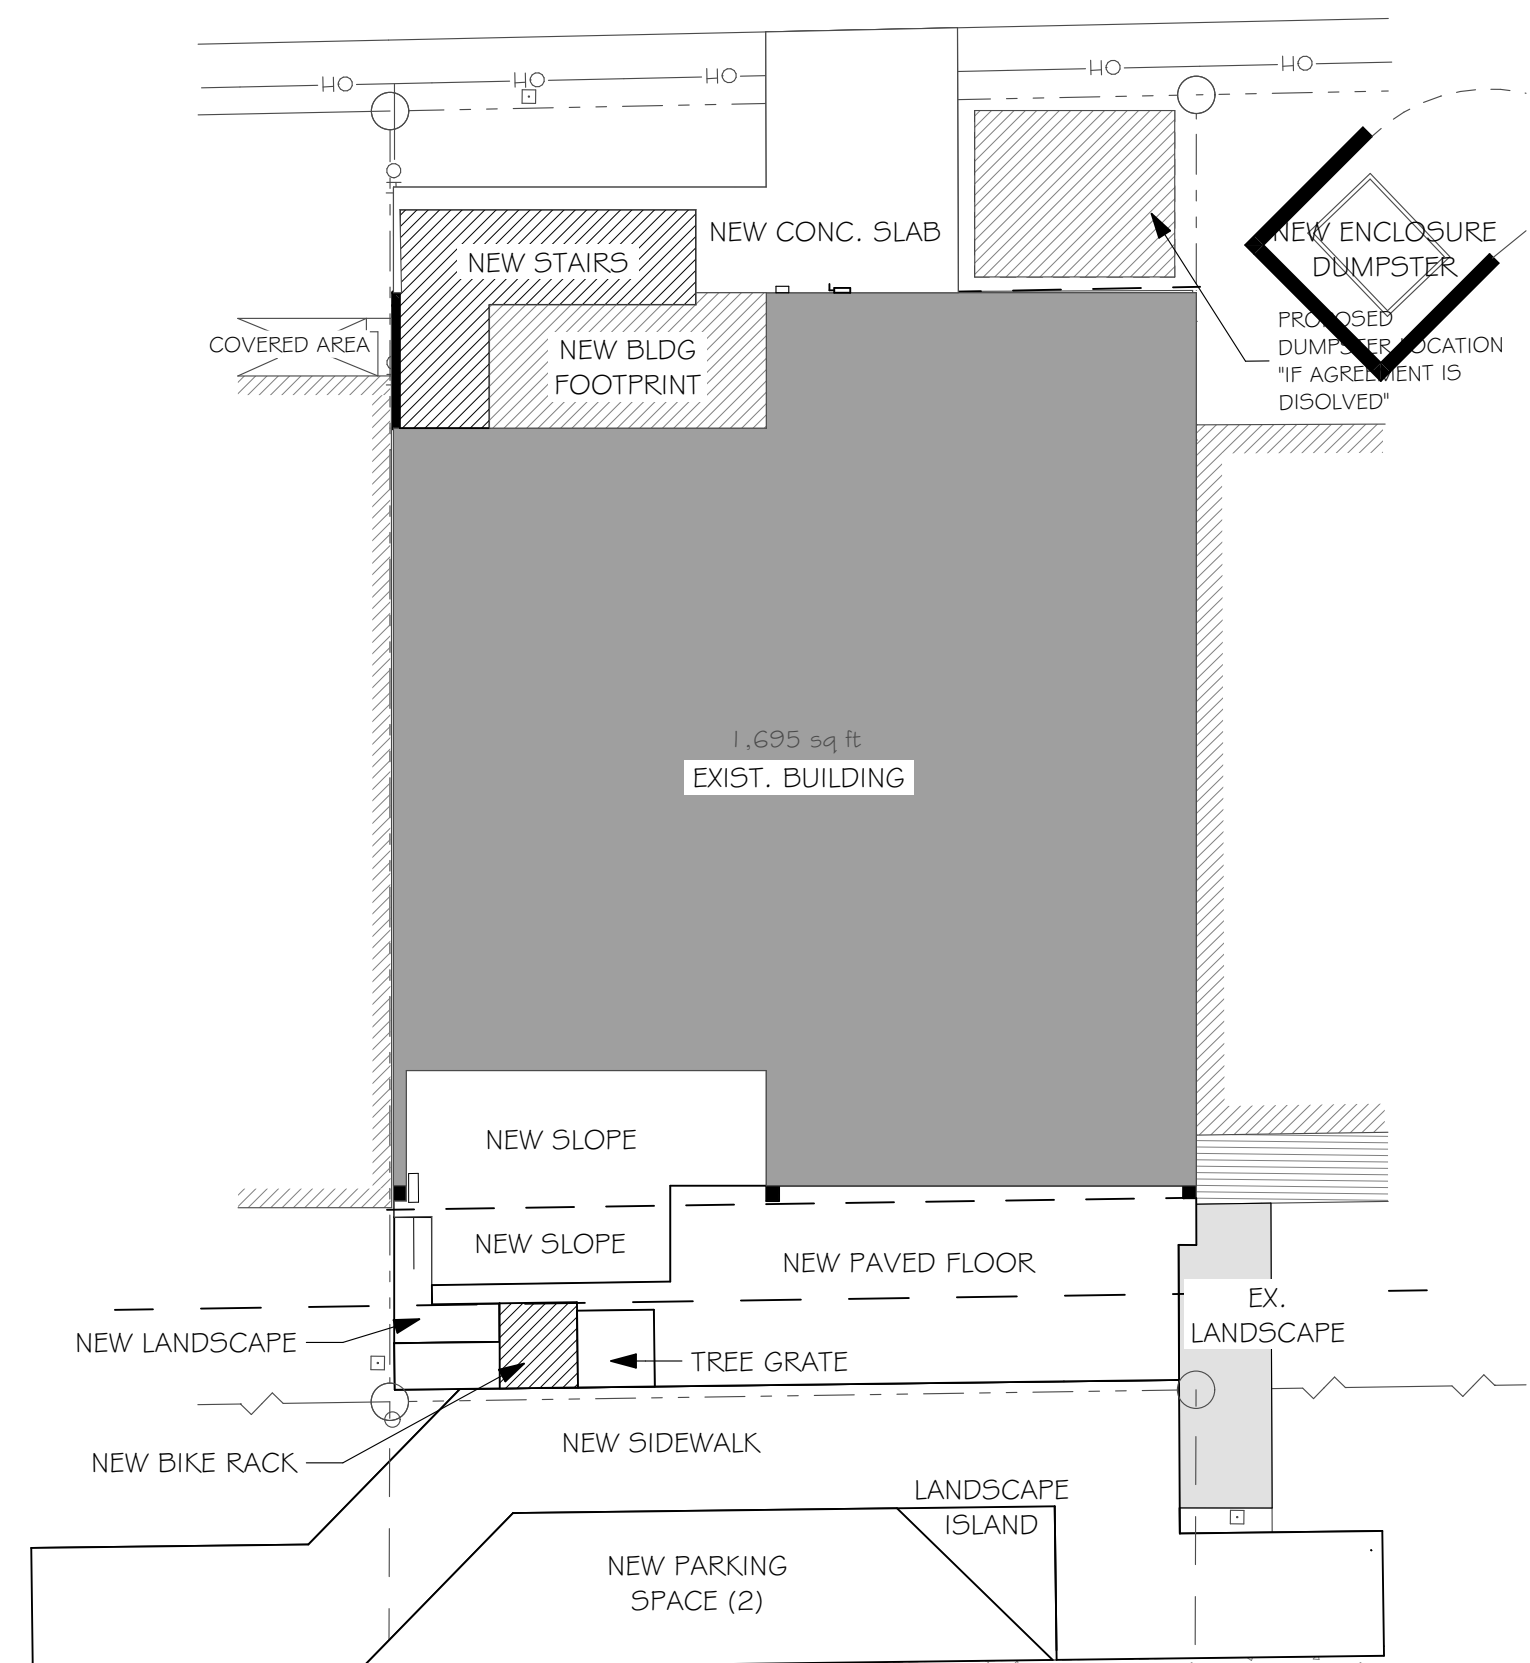 HO
HO
HO
HO
HO
NEW CONC. SLAB
NEW ENCLOSURE
DUMPSTER
NEW STAIRS
PROPOSED
DUMPSTER LOCATION
"IF AGREEMENT IS
DISOLVED"
COVERED AREA
NEW BLDG
FOOTPRINT
1,695 sq ft
EXIST. BUILDING
NEW SLOPE
NEW SLOPE
NEW PAVED FLOOR
EX.
LANDSCAPE
NEW LANDSCAPE
TREE GRATE
NEW SIDEWALK
NEW BIKE RACK
LANDSCAPE
ISLAND
NEW PARKING
SPACE (2)